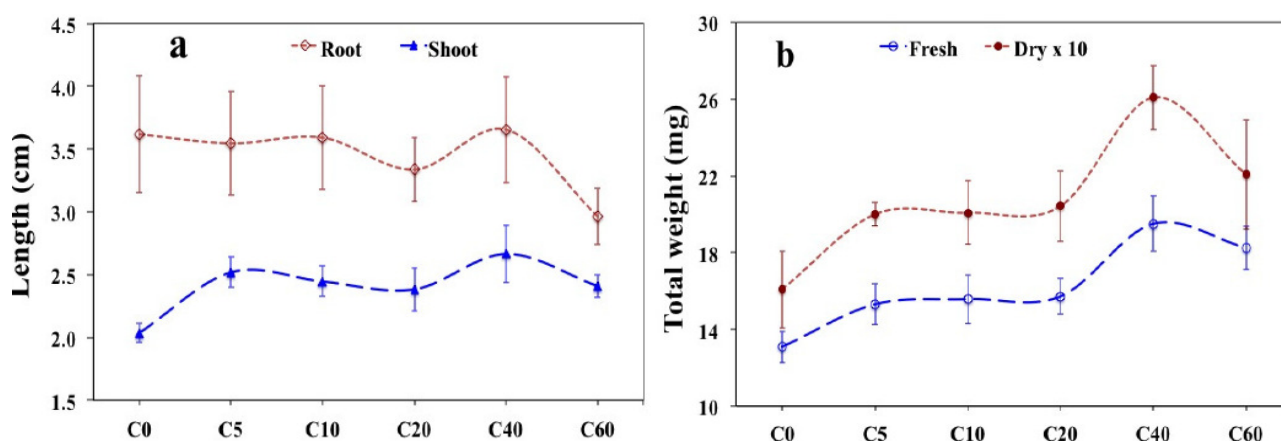 a
Root
Shoot
Length (cm)
4.5
4.0
3.5
3.0
2.5
2.0
1.5
C0 C5 C10 C20 C40 C60
b
Fresh
Dry x 10
Total weight (mg)
30
26
22
18
14
10
C0 C5 C10 C20 C40 C60